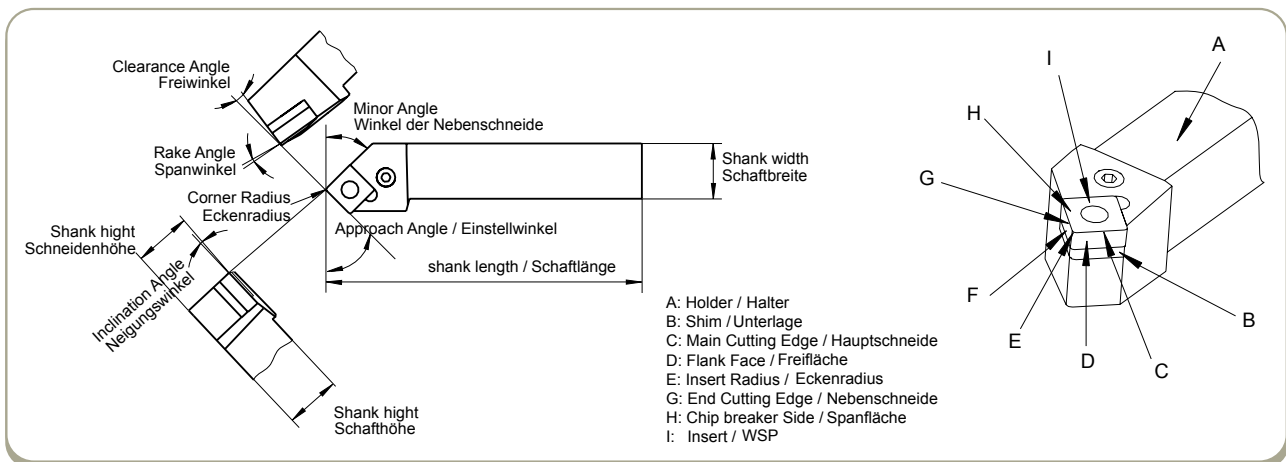 Clearance Angle
Freiwinkel
Rake Angle
Spanwinkel
Minor Angle
Winkel der Nebenschneide
Corner Radius
Eckenradius
Shank width
Schaftbreite
Approach Angle / Einstellwinkel
shank length / Schaftlänge
Shank hight
Schneidenhöhe
Inclination Angle
Neigungswinkel
Shank hight
Schafthöhe
A: Holder / Halter
B: Shim / Unterlage
C: Main Cutting Edge / Hauptschneide
D: Flank Face / Freifläche
E: Insert Radius / Eckenradius
G: End Cutting Edge / Nebenschneide
H: Chip breaker Side / Spanfläche
I: Insert / WSP
I
A
H
G
F
E
D
C
B